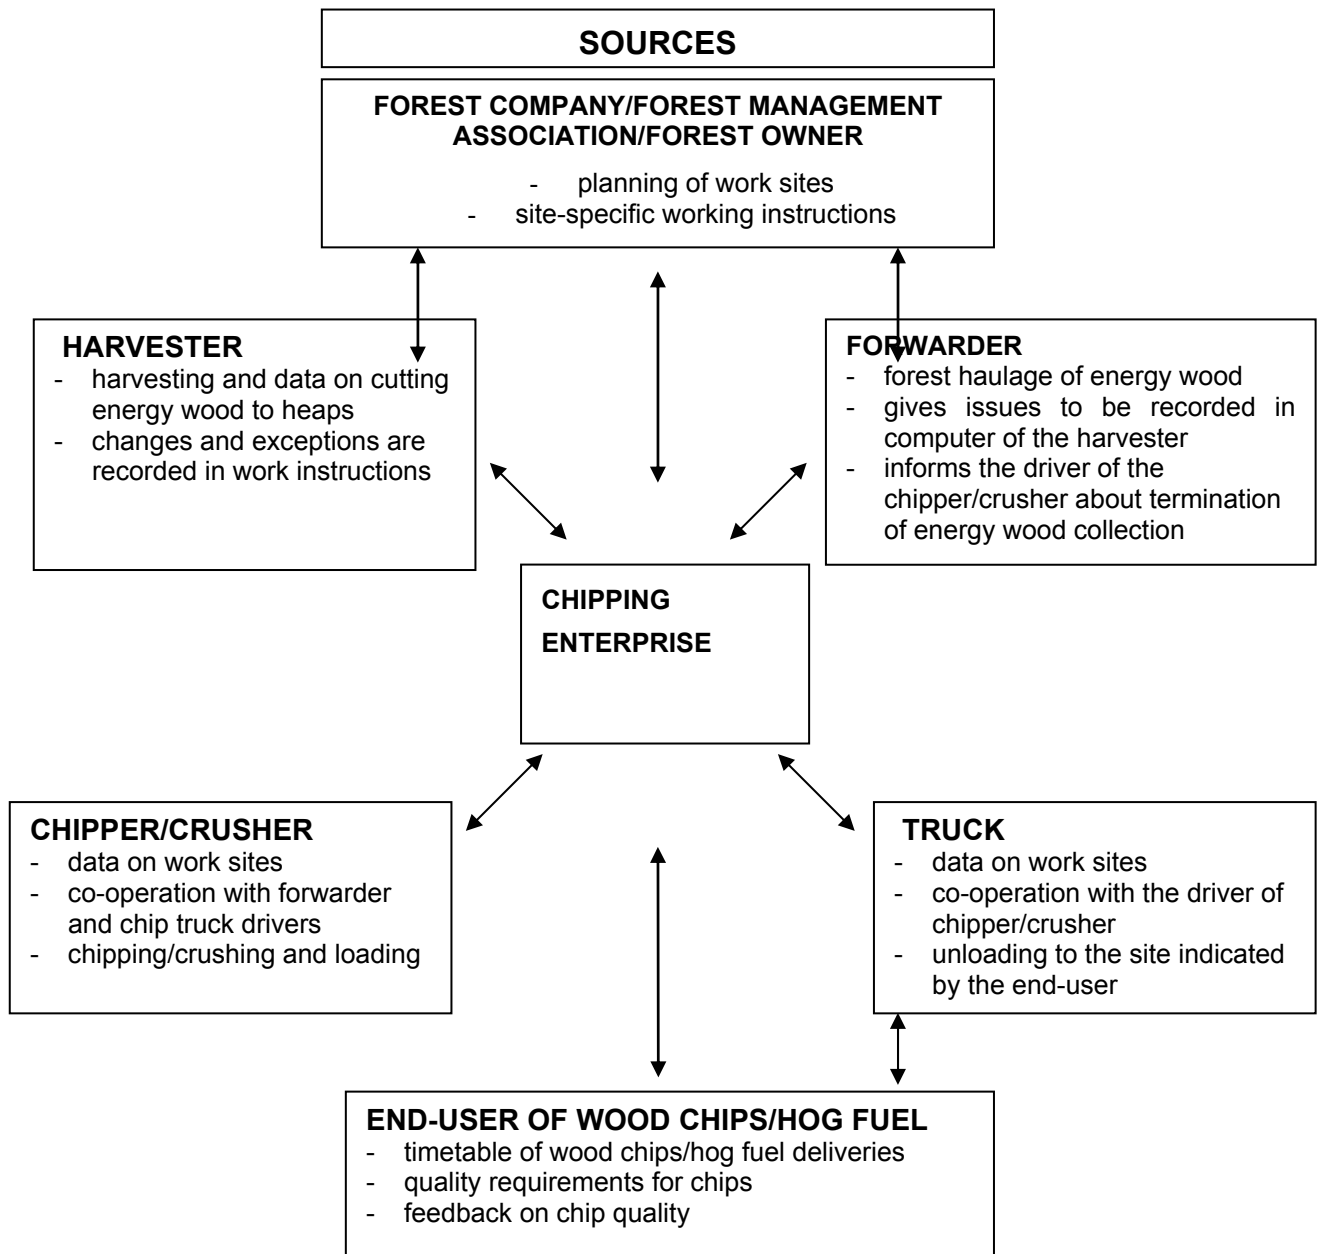 SOURCES
FOREST COMPANY/FOREST MANAGEMENT
ASSOCIATION/FOREST OWNER
- planning of work sites
- site-specific working instructions
HARVESTER
- harvesting and data on cutting
energy wood to heaps
- changes and exceptions are
recorded in work instructions
FORWARDER
- forest haulage of energy wood
- gives issues to be recorded in
computer of the harvester
- informs the driver of the
chipper/crusher about termination
of energy wood collection
CHIPPING
ENTERPRISE
CHIPPER/CRUSHER
- data on work sites
- co-operation with forwarder
and chip truck drivers
- chipping/crushing and loading
TRUCK
- data on work sites
- co-operation with the driver of
chipper/crusher
- unloading to the site indicated
by the end-user
END-USER OF WOOD CHIPS/HOG FUEL
- timetable of wood chips/hog fuel deliveries
- quality requirements for chips
- feedback on chip quality